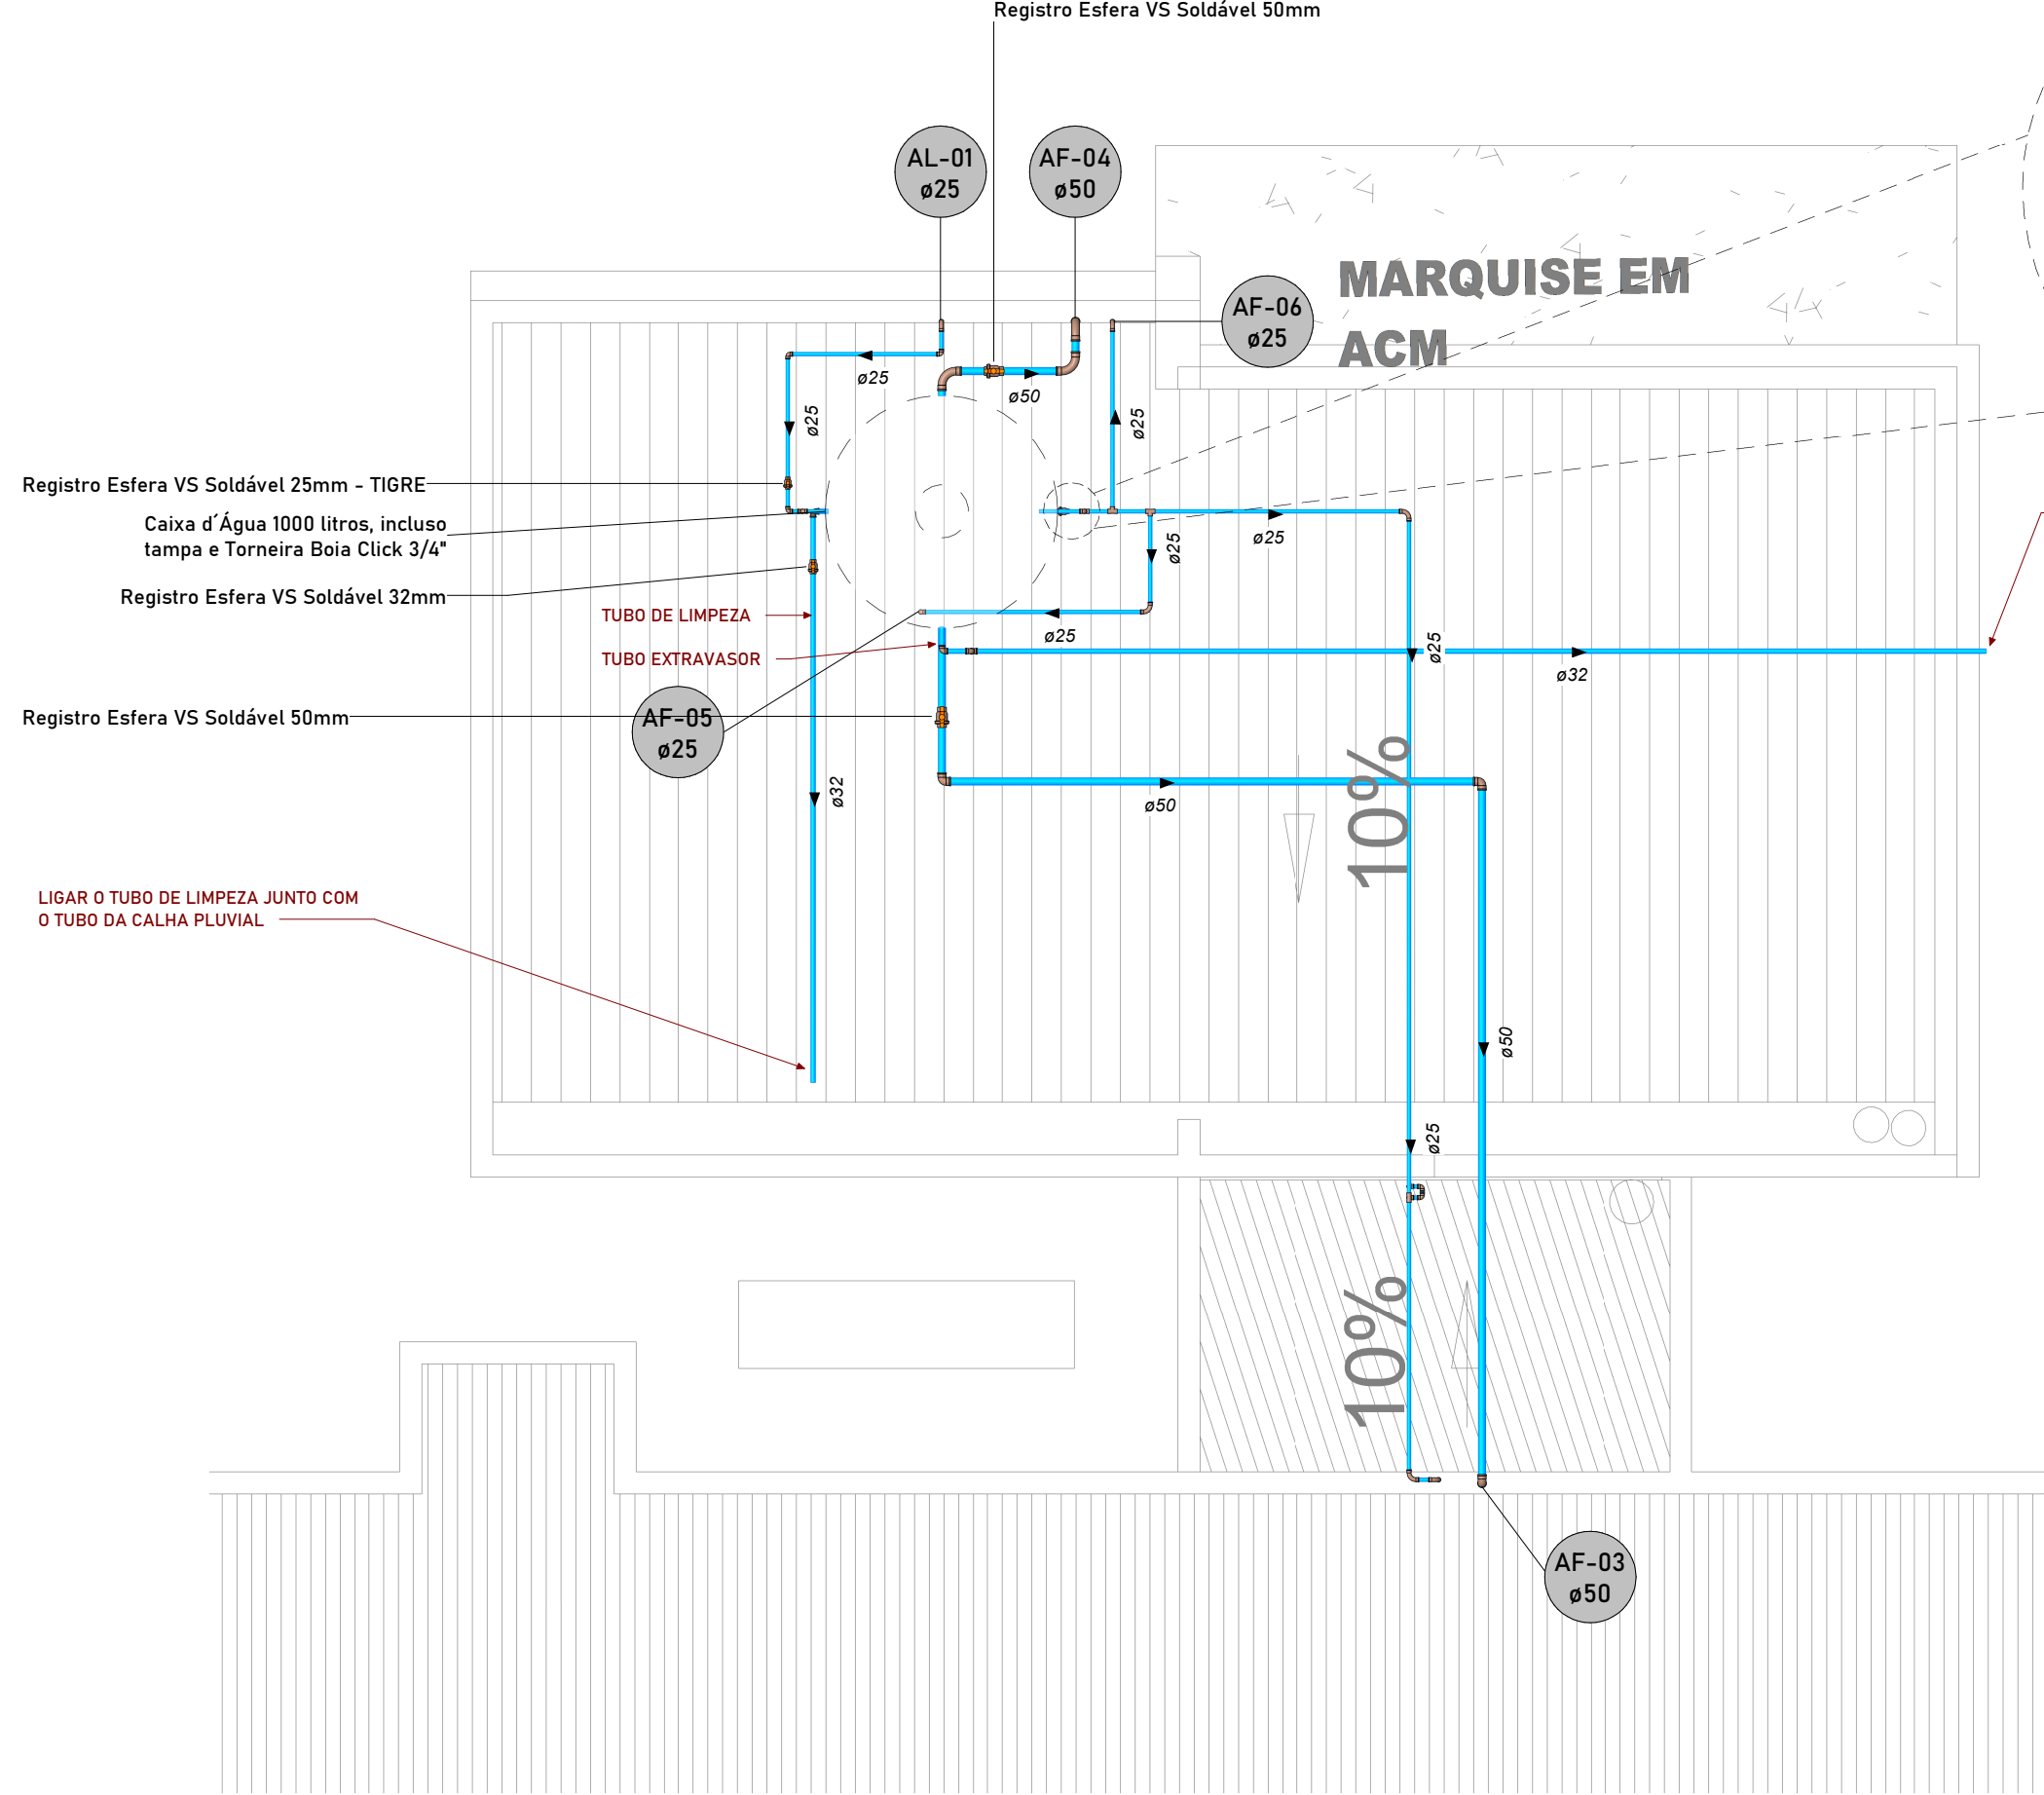 Registro Esfera VS Soldável 50mm
AL-01
ø25
AF-04
ø50
MARQUISE EM
ACM
AF-06
ø25
ø25
ø50
ø25
ø25
Registro Esfera VS Soldável 25mm - TIGRE
Caixa d´Água 1000 litros, incluso
tampa e Torneira Boia Click 3/4"
ø25
ø25
Registro Esfera VS Soldável 32mm
TUBO DE LIMPEZA
ø25
ø25
TUBO EXTRAVASOR
ø32
Registro Esfera VS Soldável 50mm
AF-05
ø25
ø32
ø50
10%
LIGAR O TUBO DE LIMPEZA JUNTO COM
O TUBO DA CALHA PLUVIAL
ø50
ø25
10%
AF-03
ø50